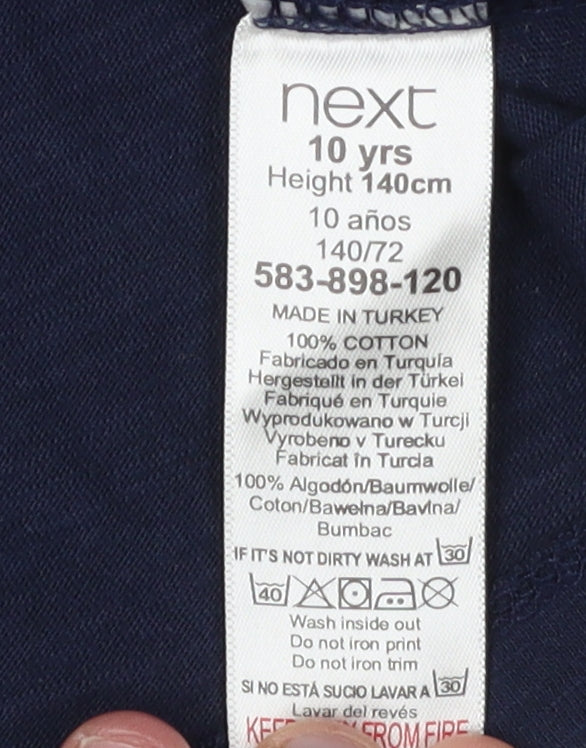 next
10 yrs
Height 140cm
10 años
140/72
583-898-120
MADE IN TURKEY
100% COTTON
Fabricado en Turquía
Hergestellt in der Türkei
Fabriqué en Turquie
Wyprodukowano w Turcji
Vyrobeno v Turecku
Fabricat în Turcia
100% Algodón/Baumwolle/
Coton/Bawełna/Bavlna/
Bumbac
IF IT'S NOT DIRTY WASH AT 30
40
Wash inside out
Do not iron print
Do not iron trim
SI NO ESTÁ SUCIO LAVAR A 30
Lavar del revés
FROM FIRE